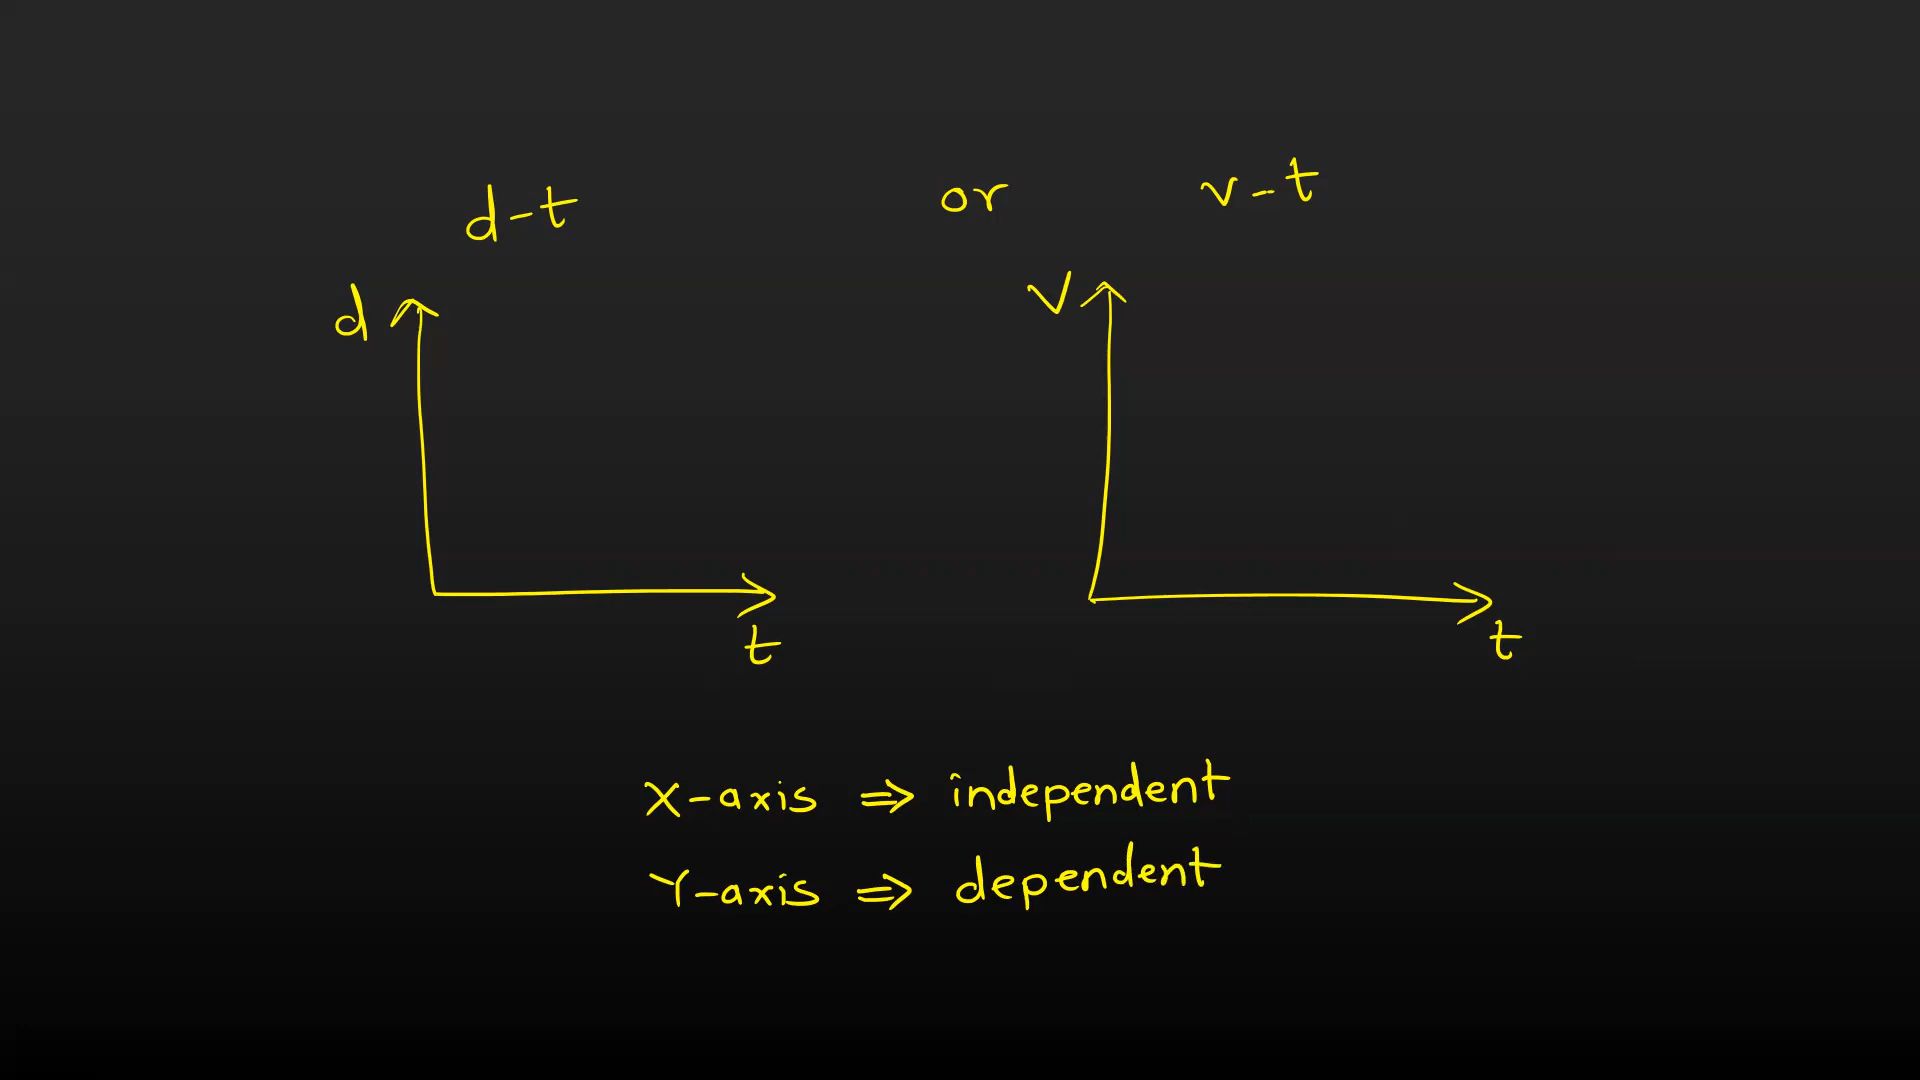 d-t or v-t
d
V
t
t
X-axis ⇒ independent
Y-axis ⇒ dependent